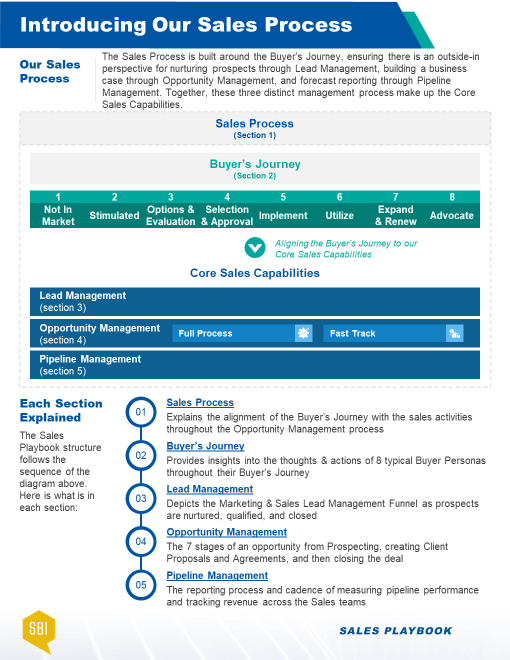 Introducing Our Sales Process
Our Sales
Process
The Sales Process is built around the Buyer's Journey, ensuring there is an outside-in
perspective for nurturing prospects through Lead Management, building a business
case through Opportunity Management, and forecast reporting through Pipeline
Management. Together, these three distinct management process make up the Core
Sales Capabilities.
Sales Process
(Section 1)
Buyer's Journey
(Section 2)
1 2 3 4 5 6 7 8
Not In Market Stimulated Options & Evaluation Selection & Approval Implement Utilize Expand & Renew Advocate
Aligning the Buyer's Journey to our
Core Sales Capabilities
Core Sales Capabilities
Lead Management
(section 3)
Opportunity Management
(section 4)
Full Process
Fast Track
Pipeline Management
(section 5)
Each Section
Explained
The Sales
Playbook structure
follows the
sequence of the
diagram above.
Here is what is in
each section:
01
Sales Process
Explains the alignment of the Buyer's Journey with the sales activities
throughout the Opportunity Management process
02
Buyer's Journey
Provides insights into the thoughts & actions of 8 typical Buyer Personas
throughout their Buyer's Journey
03
Lead Management
Depicts the Marketing & Sales Lead Management Funnel as prospects
are nurtured, qualified, and closed
04
Opportunity Management
The 7 stages of an opportunity from Prospecting, creating Client
Proposals and Agreements, and then closing the deal
05
Pipeline Management
The reporting process and cadence of measuring pipeline performance
and tracking revenue across the Sales teams
SBI
SALES PLAYBOOK